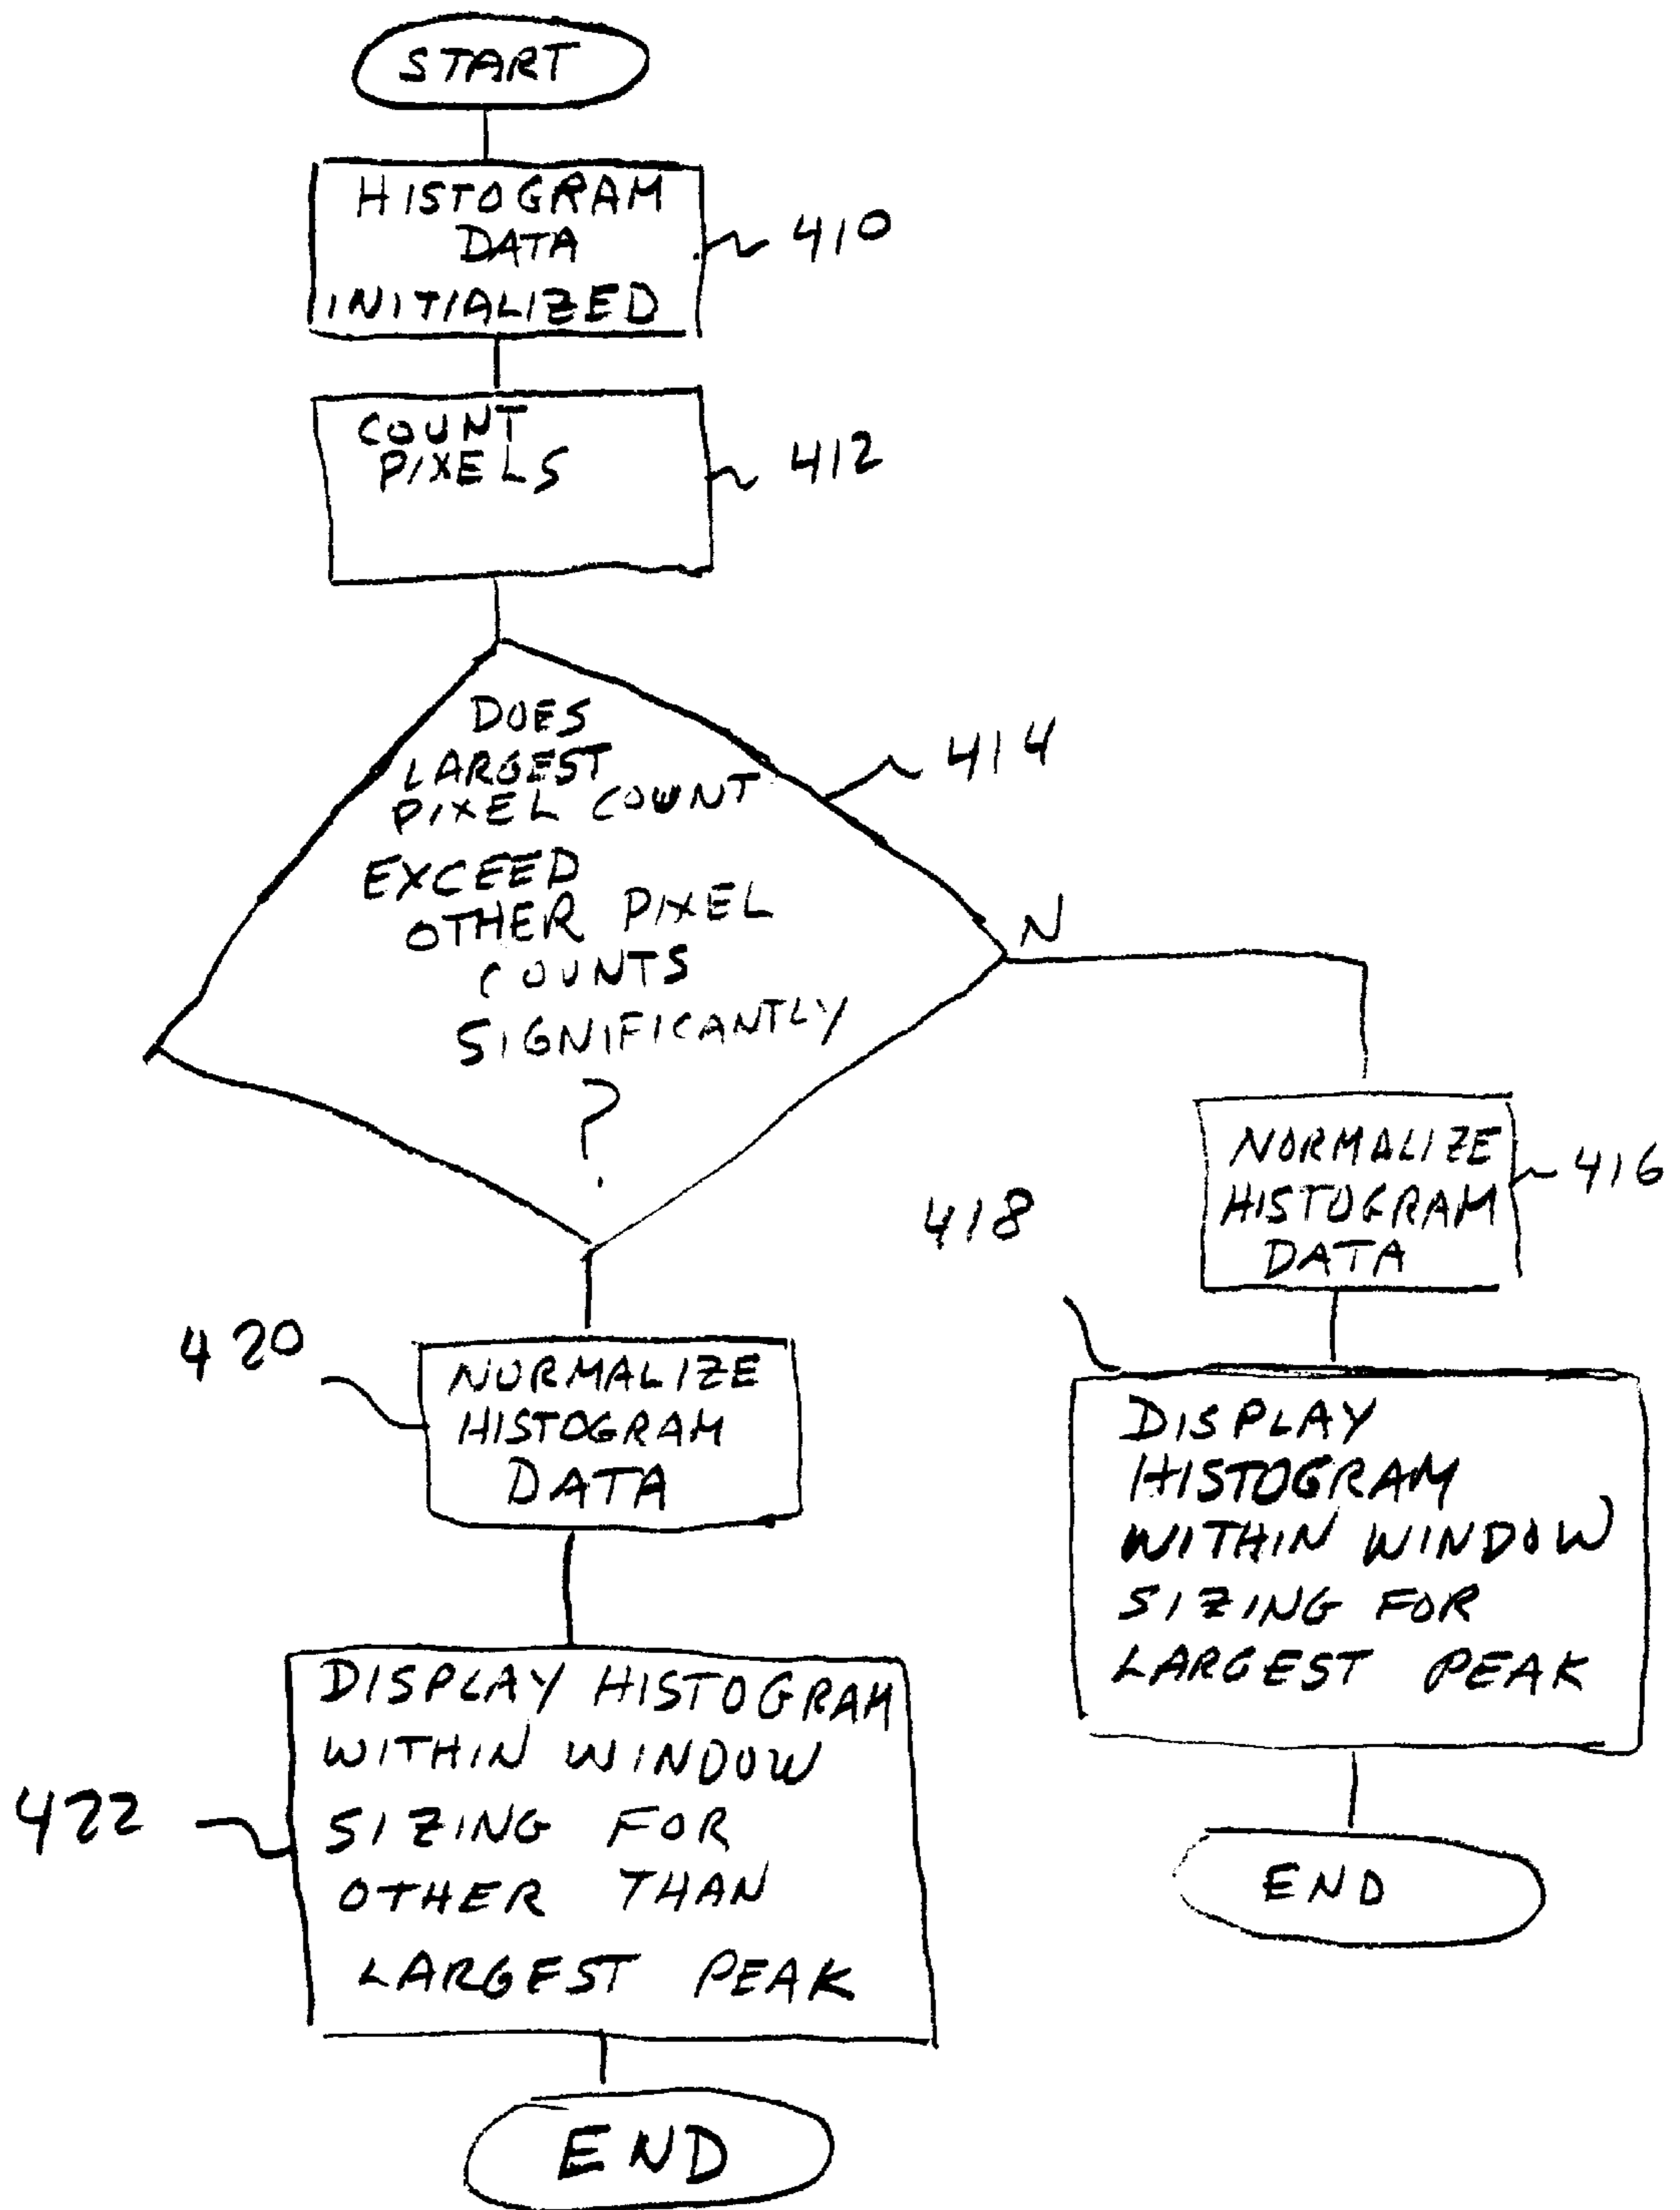 START
HISTOGRAM
DATA
INITIALIZED
410
COUNT
PIXELS
412
DOES
LARGEST
PIXEL COUNT
EXCEED
OTHER PIXEL
COUNTS
SIGNIFICANTLY
?
414
N
NORMALIZE
HISTOGRAM
DATA
416
418
DISPLAY
HISTOGRAM
WITHIN WINDOW
SIZING FOR
LARGEST PEAK
END
420
NORMALIZE
HISTOGRAM
DATA
422
DISPLAY HISTOGRAM
WITHIN WINDOW
SIZING FOR
OTHER THAN
LARGEST PEAK
END